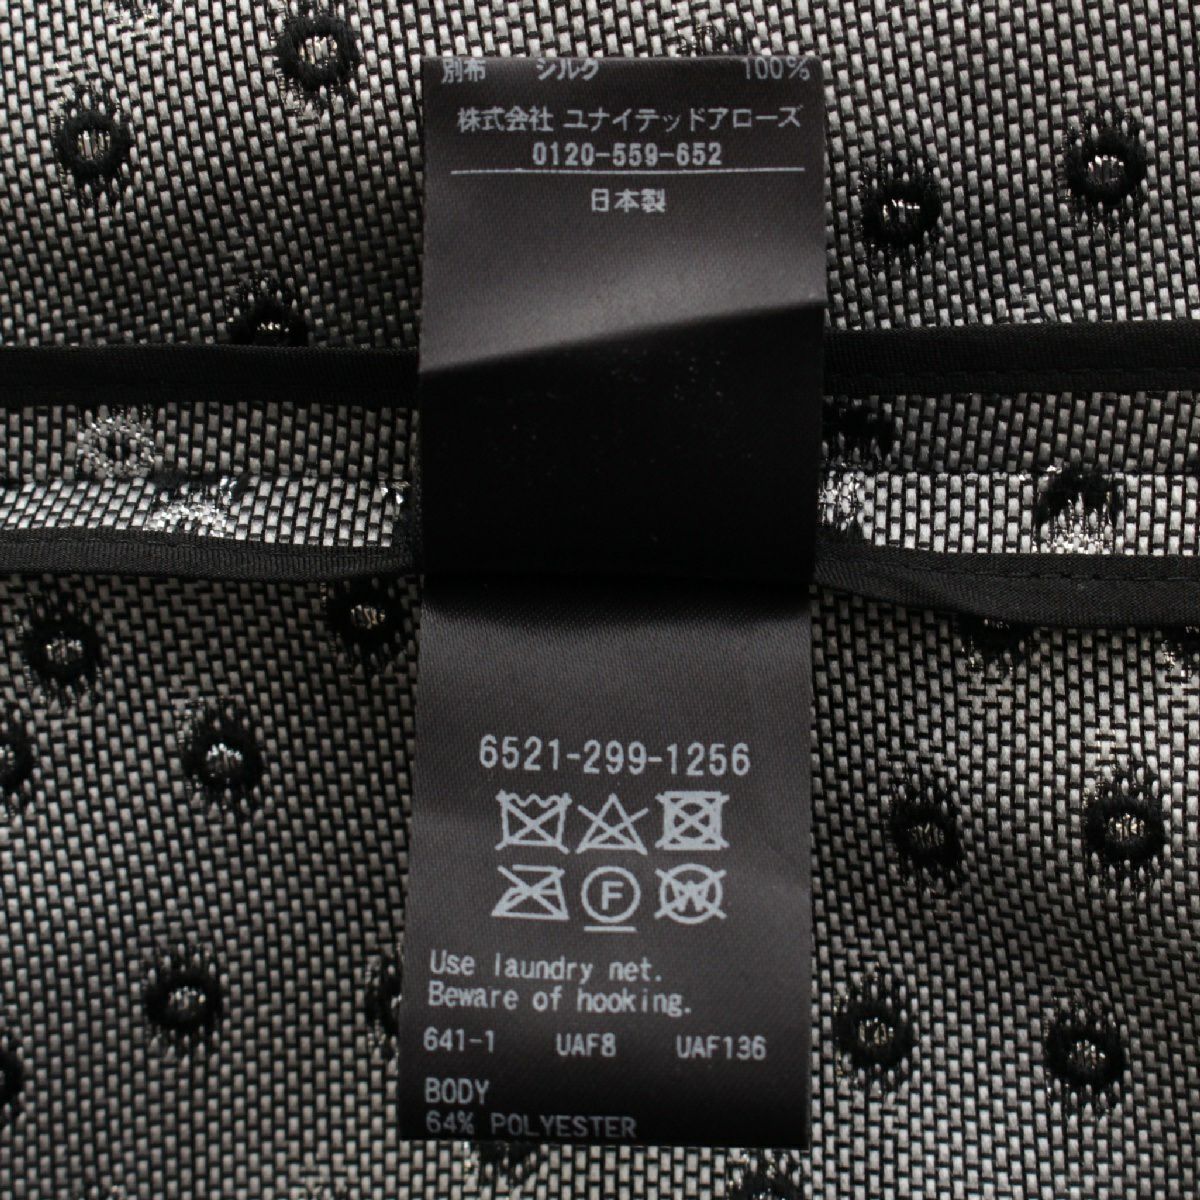 別布 シルク 100%
株式会社 ユナイテッドアローズ
0120-559-652
日本製
6521-299-1256
F
W
Use laundry net.
Beware of hooking.
641-1 UAF8 UAF136
BODY
64% POLYESTER